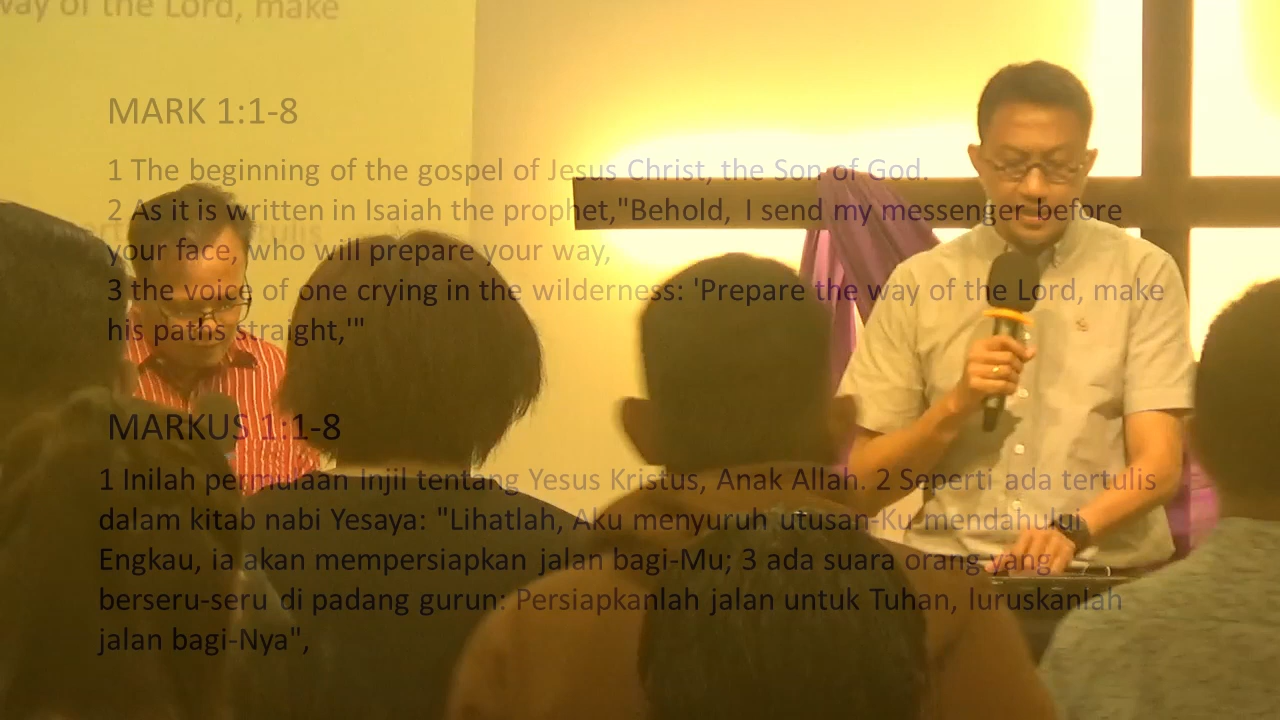 way of the Lord, make
MARK 1:1-8
1 The beginning of the gospel of Jesus Christ, the Son of God.
2 As it is written in Isaiah the prophet,"Behold, I send my messenger before
your face, who will prepare your way,
3 the voice of one crying in the wilderness: 'Prepare the way of the Lord, make
his paths straight,'"
tertulis
MARKUS 1:1-8
1 Inilah permulaan Injil tentang Yesus Kristus, Anak Allah. 2 Seperti ada tertulis
dalam kitab nabi Yesaya: "Lihatlah, Aku menyuruh utusan-Ku mendahului
Engkau, ia akan mempersiapkan jalan bagi-Mu; 3 ada suara orang yang
berseru-seru di padang gurun: Persiapkanlah jalan untuk Tuhan, luruskanlah
jalan bagi-Nya",